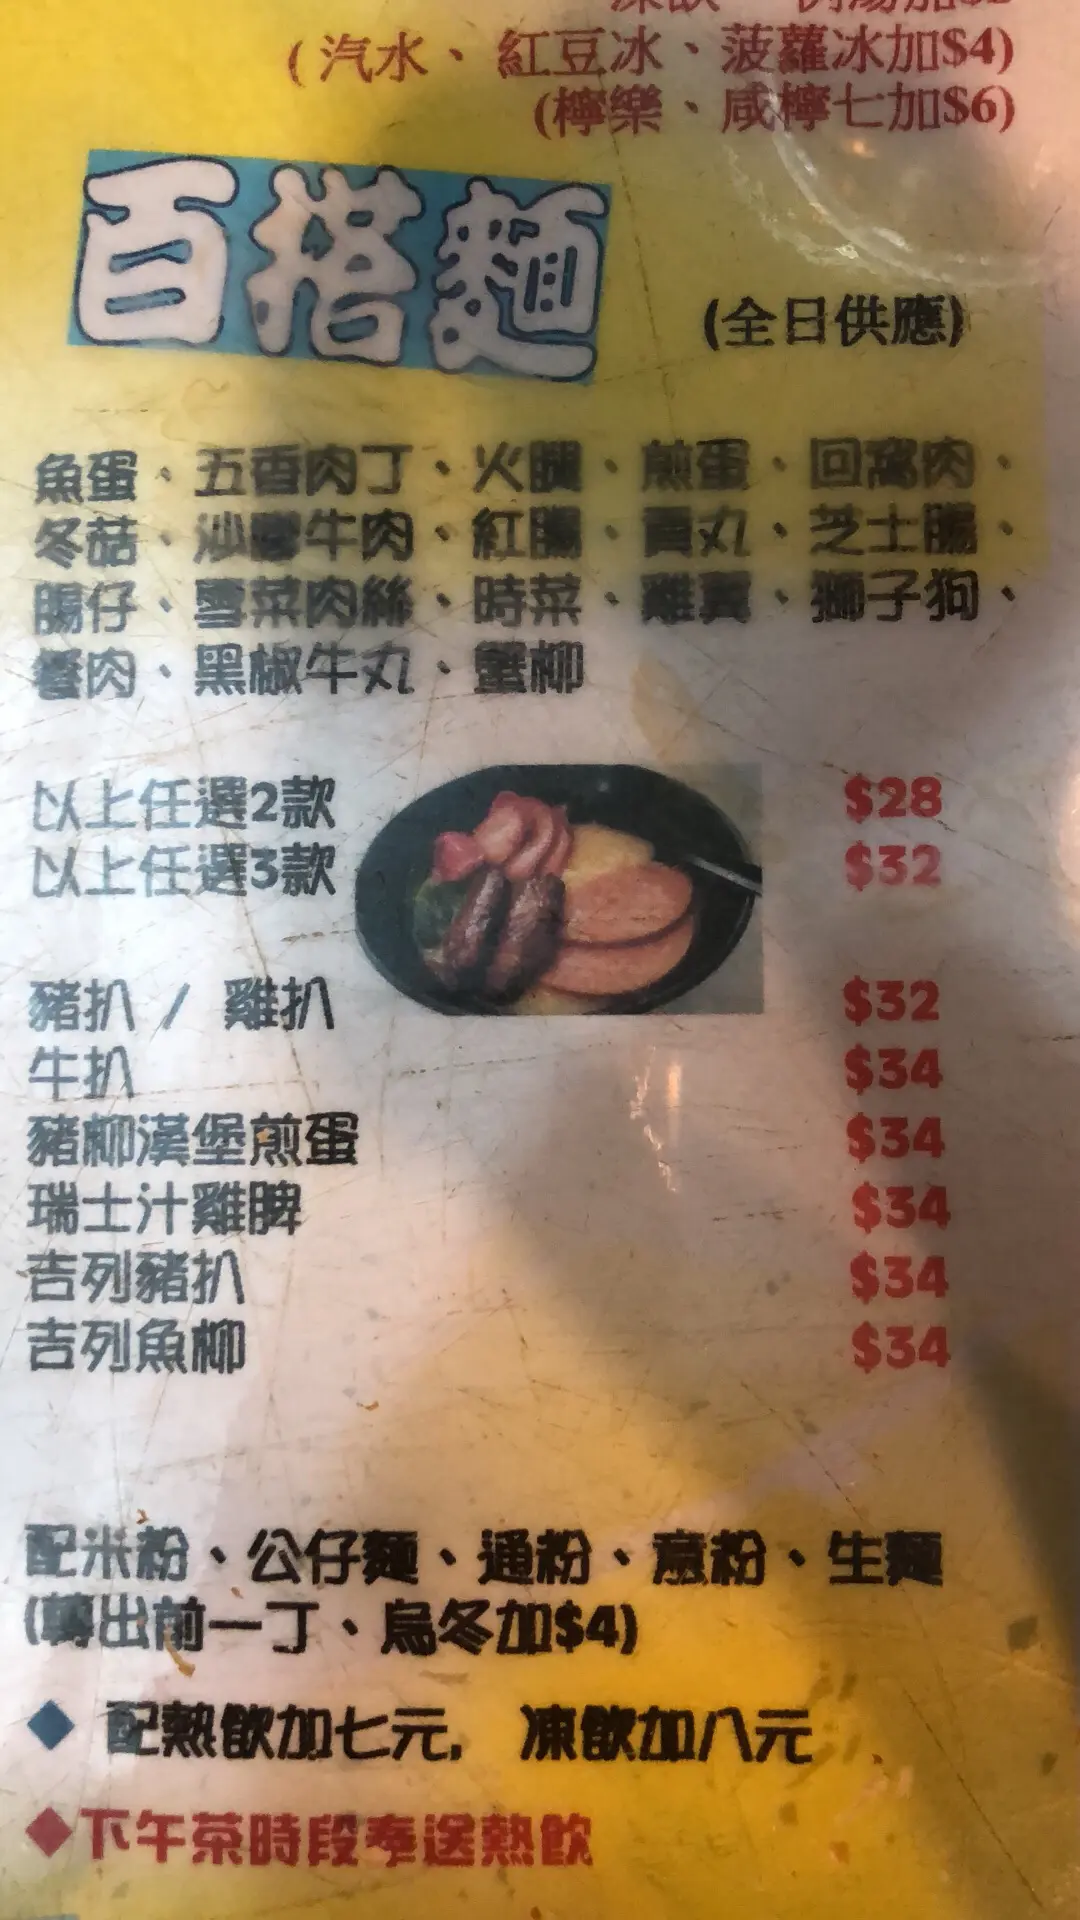 (汽水、紅豆冰、菠蘿冰加$4)
(檸樂、咸檸七加$6)
百搭麵
(全日供應)
魚蛋、五香肉丁、火腿、煎蛋、回窩肉、
冬菇、沙爹牛肉、紅腸、貢丸、芝士腸、
腸仔、雪菜肉絲、時菜、雞翼、獅子狗、
餐肉、黑椒牛丸、蟹柳
以上任選2款 $28
以上任選3款 $32
豬扒 / 雞扒 $32
牛扒 $34
豬柳漢堡煎蛋 $34
瑞士汁雞脾 $34
吉列豬扒 $34
吉列魚柳 $34
配米粉、公仔麵、通粉、意粉、生麵
(轉出前一丁、烏冬加$4)
配熱飲加七元, 凍飲加八元
下午茶時段奉送熱飲